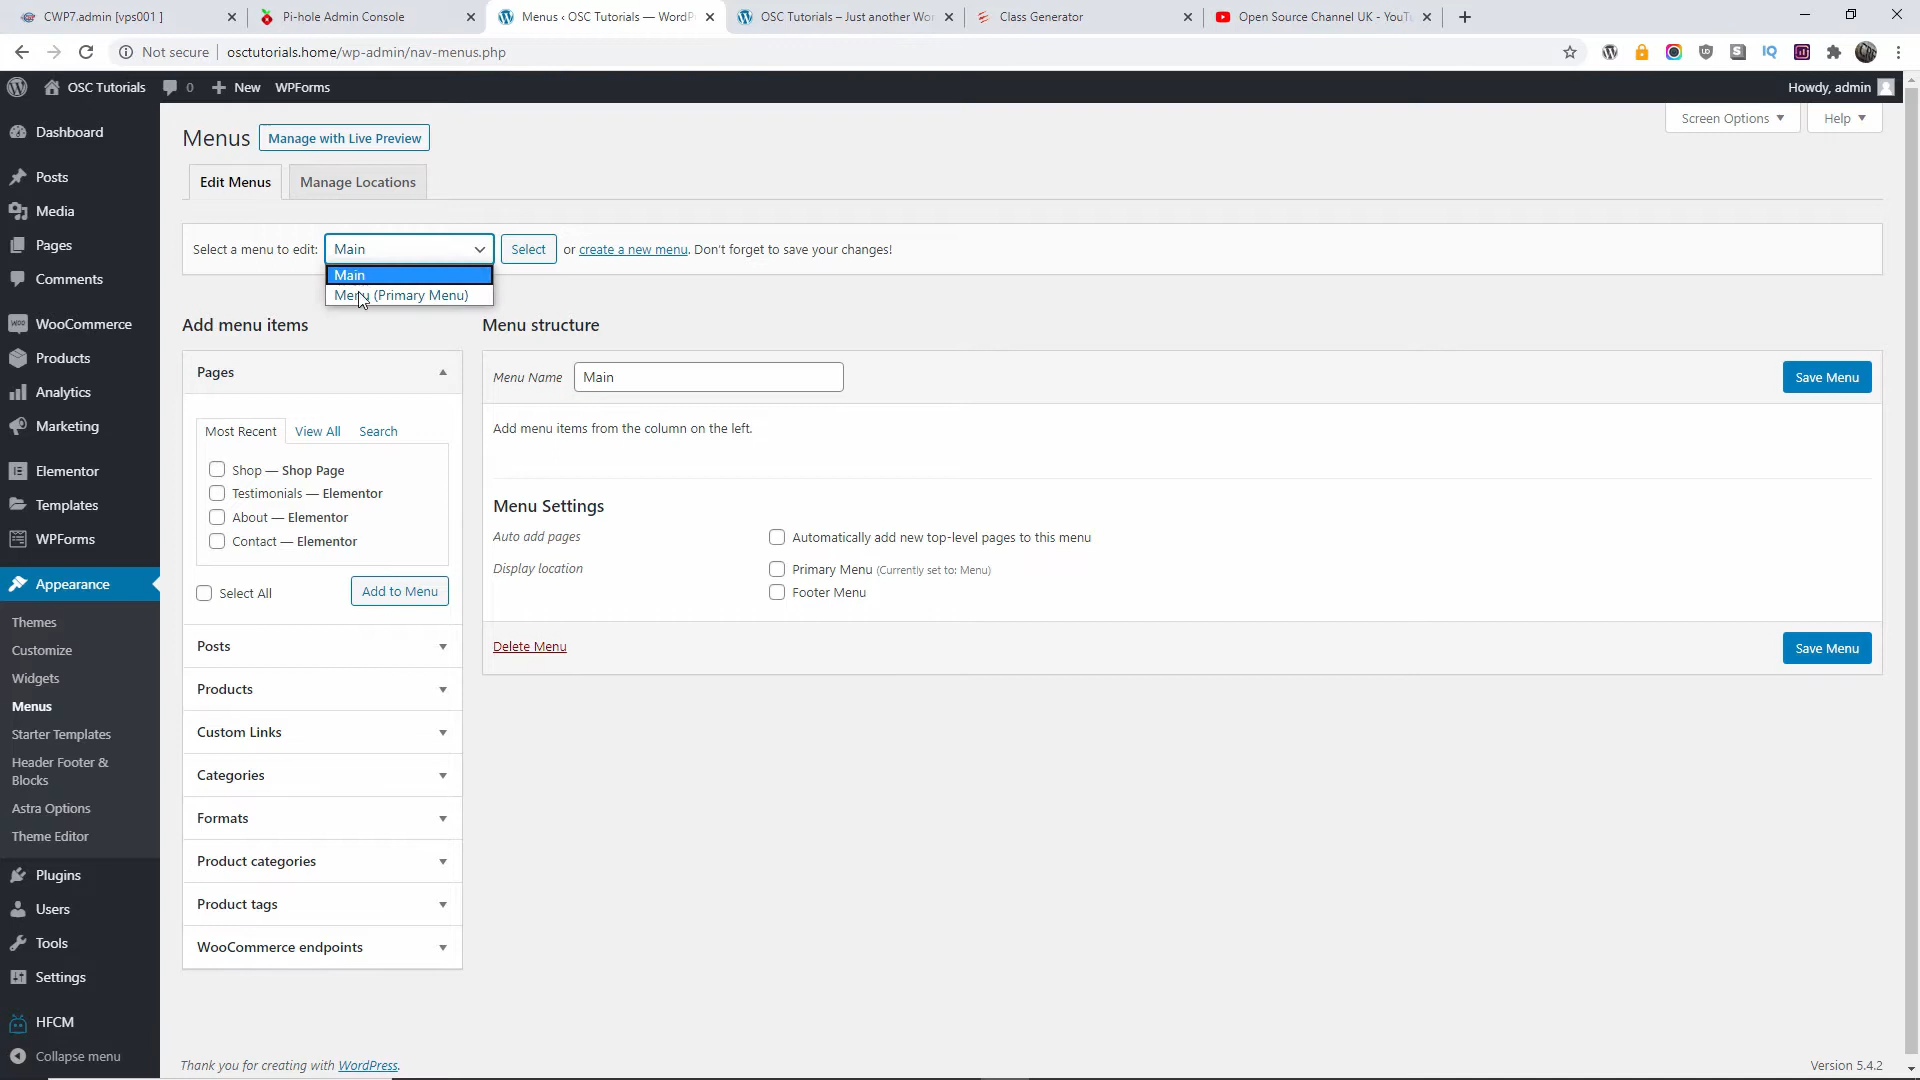 CWP7.admin [vps001 ]
Pi-hole Admin Console
Menus ‹ OSC Tutorials — WordP
OSC Tutorials – Just another Wor
Class Generator
Open Source Channel UK - YouTu
Not secure
osctutorials.home/wp-admin/nav-menus.php
OSC Tutorials
0
New
WPForms
Howdy, admin
Dashboard
Posts
Media
Pages
Comments
WooCommerce
Products
Analytics
Marketing
Elementor
Templates
WPForms
Appearance
Themes
Customize
Widgets
Menus
Starter Templates
Header Footer &
Blocks
Astra Options
Theme Editor
Plugins
Users
Tools
Settings
HFCM
Collapse menu
Screen Options
Help
Menus
Manage with Live Preview
Edit Menus
Manage Locations
Select a menu to edit: Main Select or create a new menu. Don't forget to save your changes!
Main
Menu (Primary Menu)
Add menu items
Pages
Most Recent
View All
Search
Shop — Shop Page
Testimonials — Elementor
About — Elementor
Contact — Elementor
Select All
Add to Menu
Posts
Products
Custom Links
Categories
Formats
Product categories
Product tags
WooCommerce endpoints
Menu structure
Menu Name Main
Save Menu
Add menu items from the column on the left.
Menu Settings
Auto add pages
Automatically add new top-level pages to this menu
Display location
Primary Menu (Currently set to: Menu)
Footer Menu
Delete Menu
Save Menu
Thank you for creating with WordPress.
Version 5.4.2